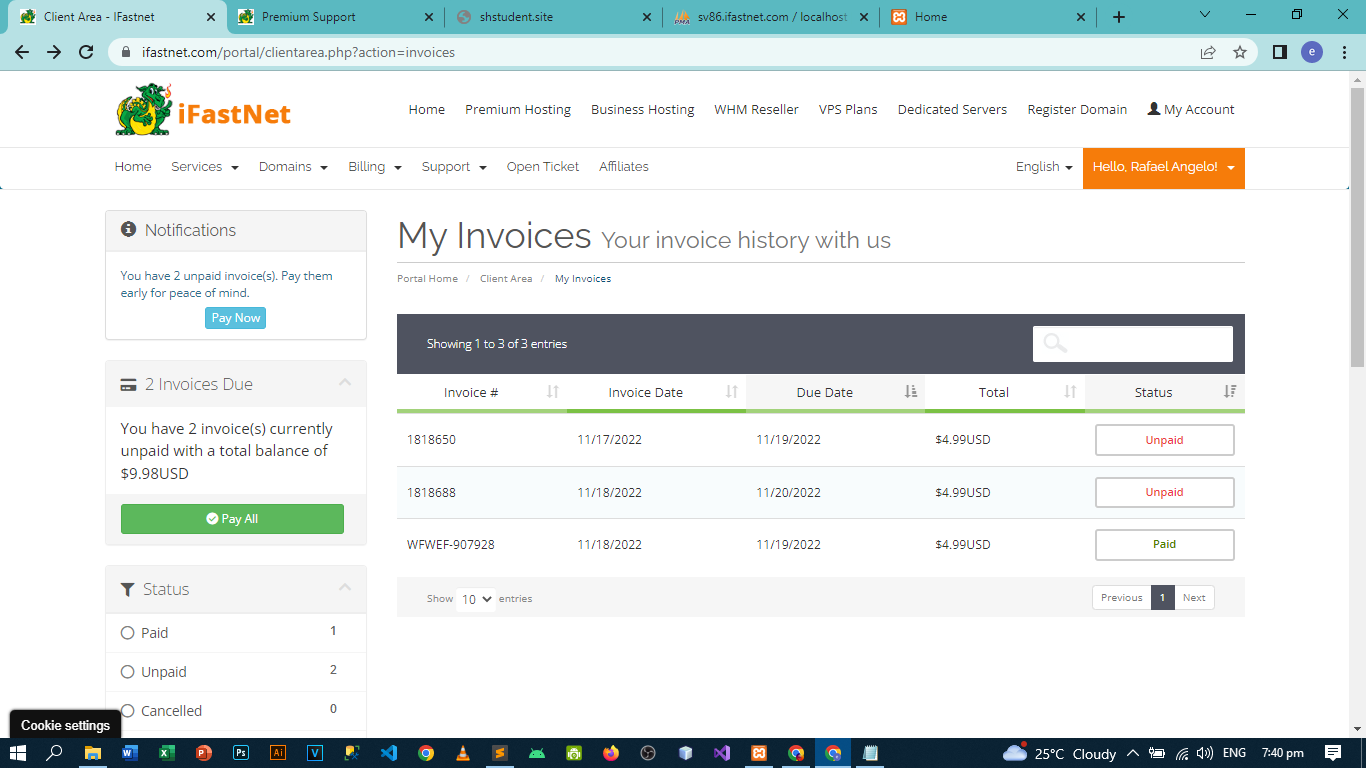 Client Area - IFastnet
Premium Support
shstudent.site
sv86.ifastnet.com / localhost
Home
ifastnet.com/portal/clientarea.php?action=invoices
e
iFastNet
Home Premium Hosting Business Hosting WHM Reseller VPS Plans Dedicated Servers Register Domain My Account
Home Services Domains Billing Support Open Ticket Affiliates English Hello, Rafael Angelo!
Notifications
You have 2 unpaid invoice(s). Pay them
early for peace of mind.
Pay Now
2 Invoices Due
You have 2 invoice(s) currently
unpaid with a total balance of
$9.98USD
Pay All
Status
Paid 1
Unpaid 2
Cancelled 0
My Invoices Your invoice history with us
Portal Home / Client Area / My Invoices
Showing 1 to 3 of 3 entries
Invoice # Invoice Date Due Date Total Status
1818650 11/17/2022 11/19/2022 $4.99USD Unpaid
1818688 11/18/2022 11/20/2022 $4.99USD Unpaid
WFWEF-907928 11/18/2022 11/19/2022 $4.99USD Paid
Show 10 entries
Previous 1 Next
Cookie settings
25°C Cloudy ENG 7:40 pm